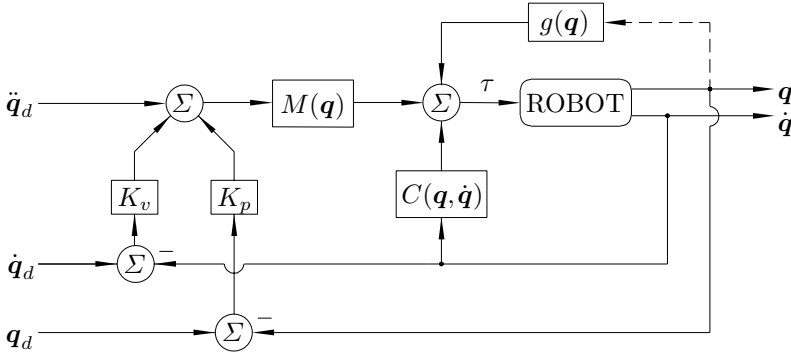 g(q)
q̈_d
Σ
M(q)
Σ
τ
ROBOT
q
q̇
K_v
K_p
C(q, q̇)
q̇_d
Σ
−
q_d
Σ
−